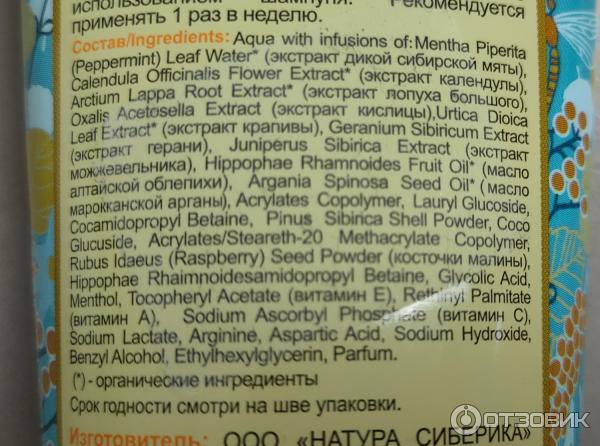 использованием шампуня. Рекомендуется
применять 1 раз в неделю.
Состав/Ingredients: Aqua with infusions of: Mentha Piperita
(Peppermint) Leaf Water* (экстракт дикой сибирской мяты),
Calendula Officinalis Flower Extract* (экстракт календулы),
Arctium Lappa Root Extract* (экстракт лопуха большого),
Oxalis Acetosella Extract (экстракт кислицы),Urtica Dioica
Leaf Extract* (экстракт крапивы), Geranium Sibiricum Extract
(экстракт герани), Juniperus Sibirica Extract (экстракт
можжевельника), Hippophae Rhamnoides Fruit Oil* (масло
алтайской облепихи), Argania Spinosa Seed Oil* (масло
марокканской арганы), Acrylates Copolymer, Lauryl Glucoside,
Cocamidopropyl Betaine, Pinus Sibirica Shell Powder, Coco
Glucuside, Acrylates/Steareth-20 Methacrylate Copolymer,
Rubus Idaeus (Raspberry) Seed Powder (косточки малины),
Hippophae Rhaimnoidesamidopropyl Betaine, Glycolic Acid,
Menthol, Tocopheryl Acetate (витамин Е), Rethinyl Palmitate
(витамин А), Sodium Ascorbyl Phosphate (витамин С),
Sodium Lactate, Arginine, Aspartic Acid, Sodium Hydroxide,
Benzyl Alcohol, Ethylhexylglycerin, Parfum.
(*) - органические ингредиенты
Срок годности смотри на шве упаковки.
Изготовитель: ООО «НАТУРА СИБЕРИКА»
ОТЗОВИК